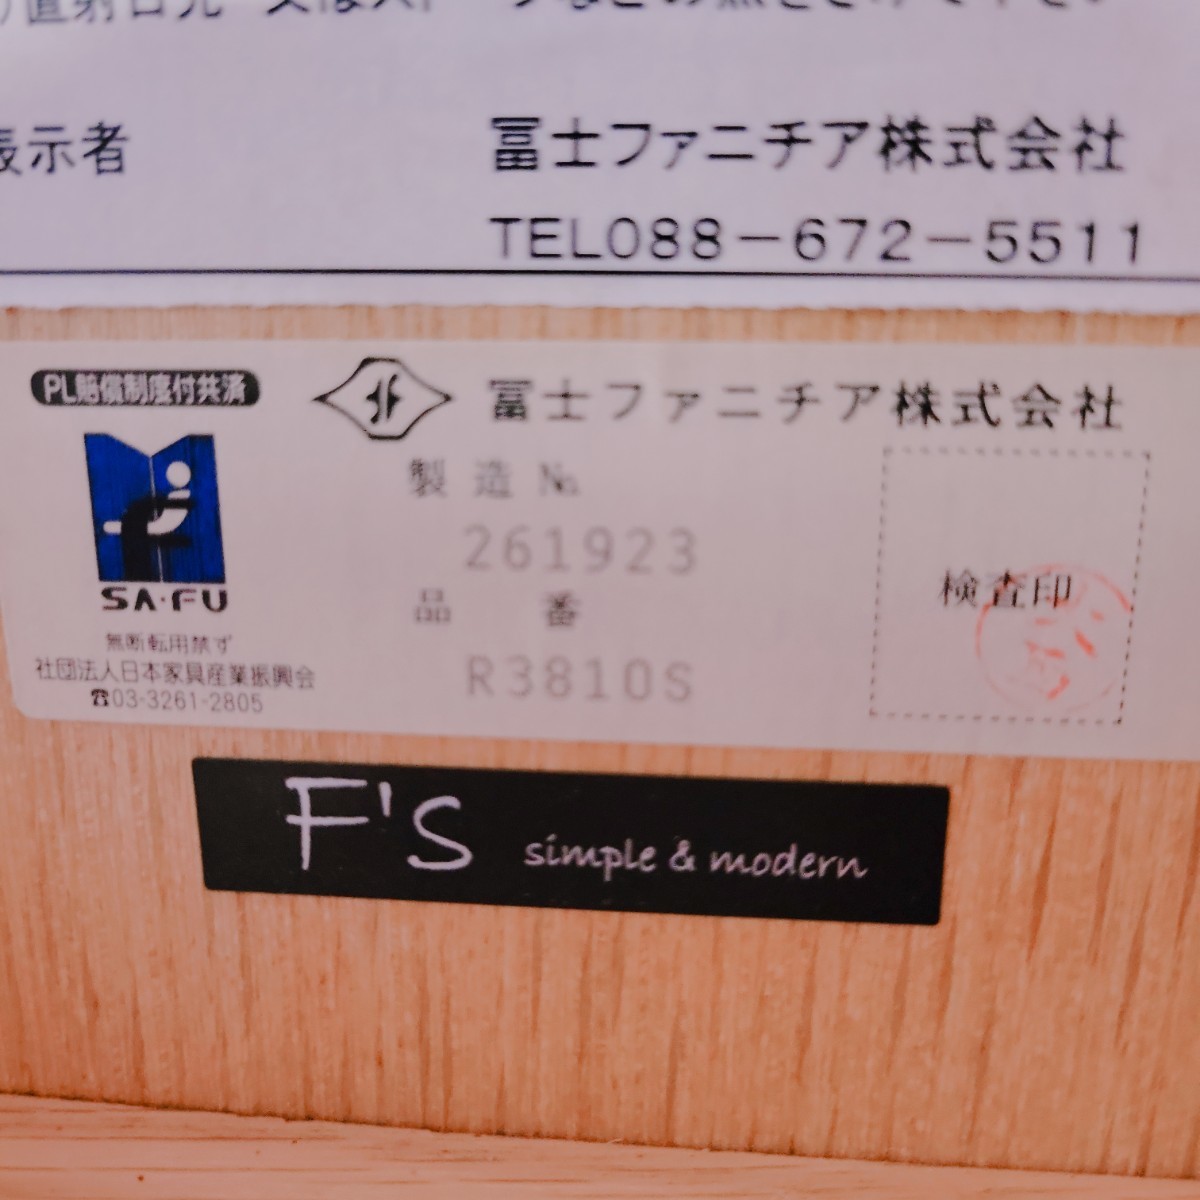 表示者
冨士ファニチア株式会社
TEL088-672-5511
PL賠償制度付共済
冨士ファニチア株式会社
製造 №
261923
品番
R3810S
検査印
SA·FU
無断転用禁ず
社団法人日本家具産業振興会
☎03-3261-2805
F's simple & modern